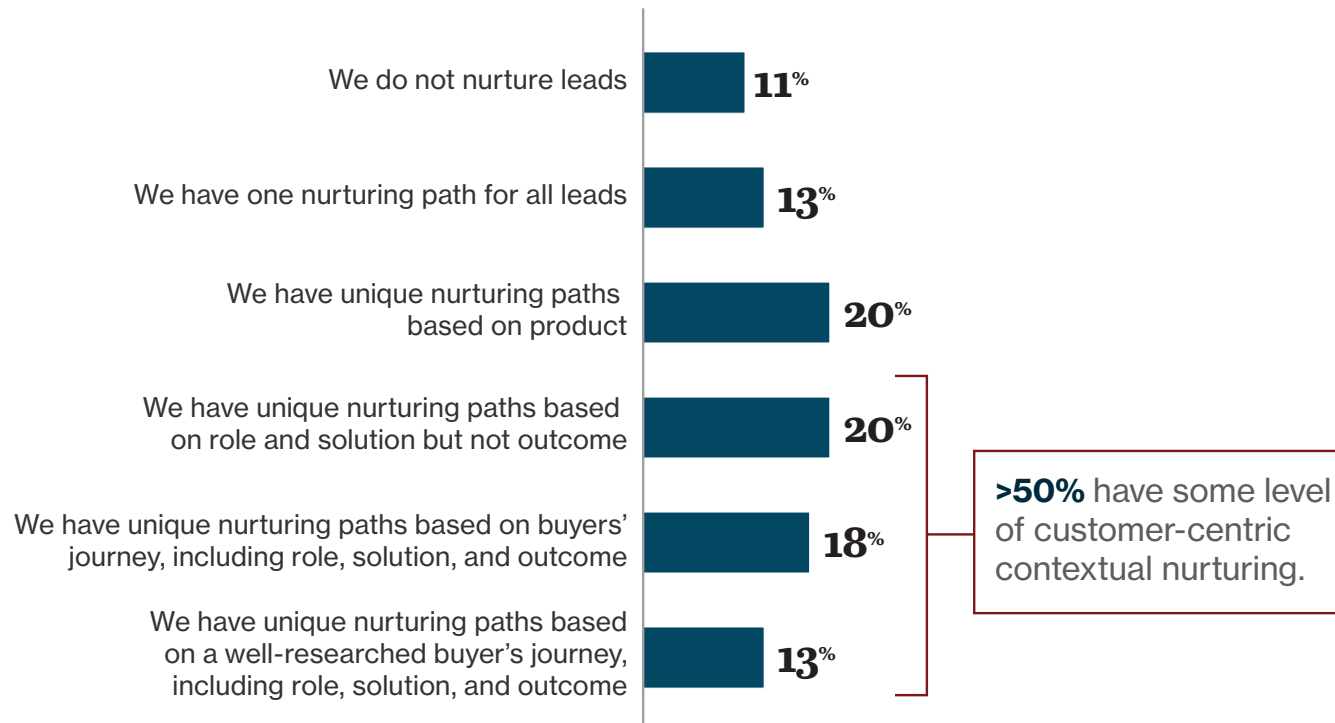 We do not nurture leads
11%
We have one nurturing path for all leads
13%
We have unique nurturing paths
based on product
20%
We have unique nurturing paths based
on role and solution but not outcome
20%
We have unique nurturing paths based on buyers’
journey, including role, solution, and outcome
18%
We have unique nurturing paths based
on a well-researched buyer’s journey,
including role, solution, and outcome
13%
>50% have some level
of customer-centric
contextual nurturing.